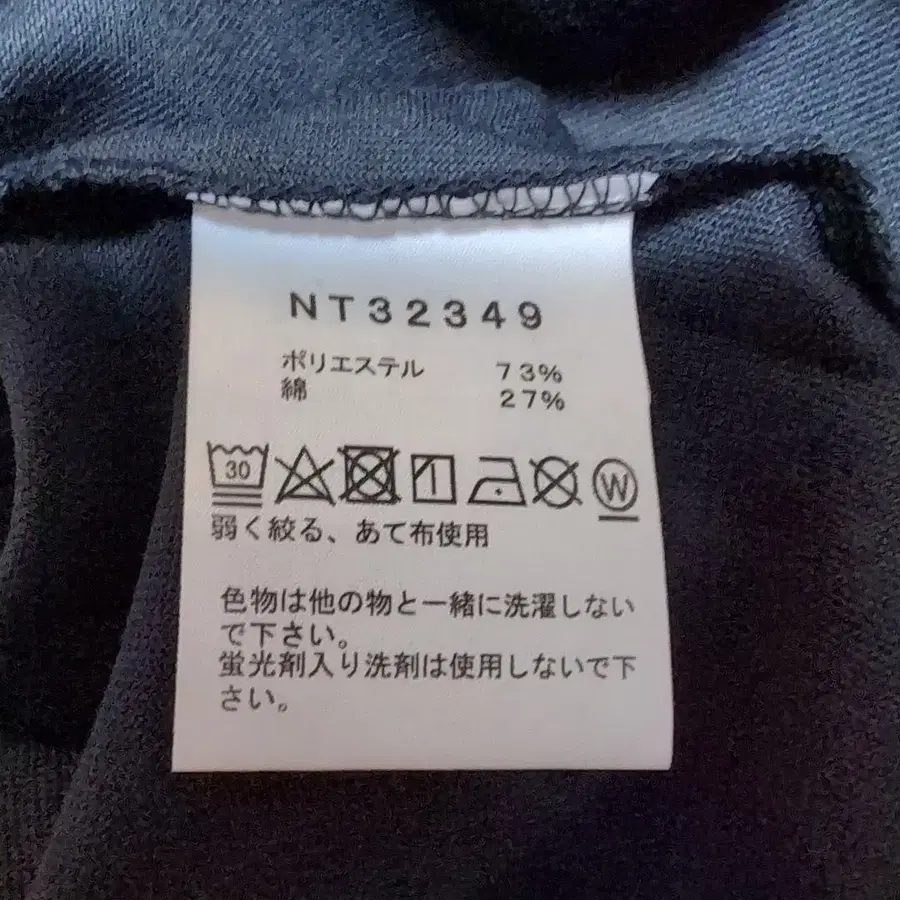 NT32349
ポリエステル 73%
綿 27%
30 W
弱く絞る、あて布使用
色物は他の物と一緒に洗濯しない
で下さい。
蛍光剤入り洗剤は使用しないで下
さい。